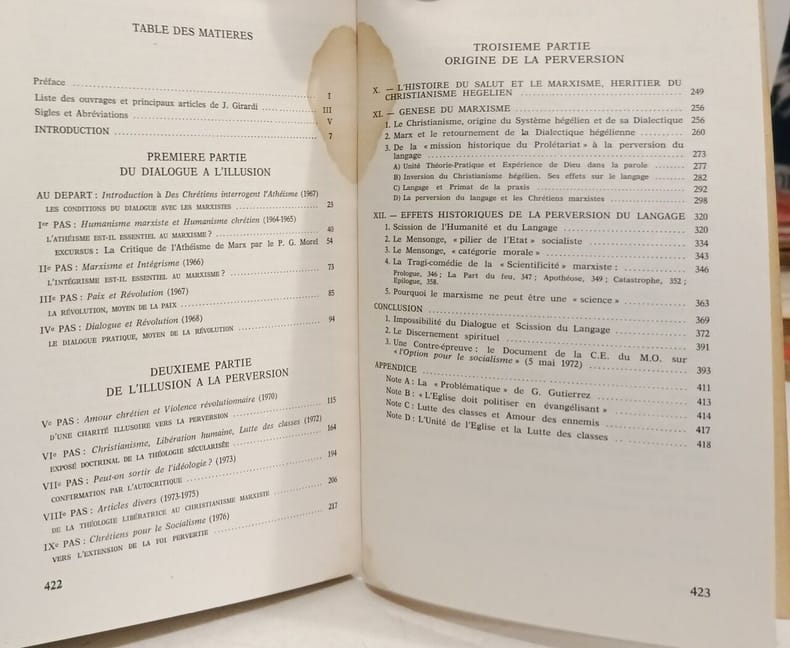 TABLE DES MATIERES
Préface ..... I
Liste des ouvrages et principaux articles de J. Girardi ..... III
Sigles et Abréviations ..... V
INTRODUCTION ..... 7
PREMIERE PARTIE
DU DIALOGUE A L'ILLUSION
AU DEPART : Introduction à Des Chrétiens interrogent l'Athéisme (1967)
LES CONDITIONS DU DIALOGUE AVEC LES MARXISTES ..... 23
Ier PAS : Humanisme marxiste et Humanisme chrétien (1964-1965)
L'ATHÉISME EST-IL ESSENTIEL AU MARXISME ? ..... 40
EXCURSUS : La Critique de l'Athéisme de Marx par le P. G. Morel 54
IIe PAS : Marxisme et Intégrisme (1966)
L'INTÉGRISME EST-IL ESSENTIEL AU MARXISME ? ..... 73
IIIe PAS : Paix et Révolution (1967)
LA RÉVOLUTION, MOYEN DE LA PAIX ..... 85
IVe PAS : Dialogue et Révolution (1968)
LE DIALOGUE PRATIQUE, MOYEN DE LA RÉVOLUTION ..... 94
DEUXIEME PARTIE
DE L'ILLUSION A LA PERVERSION
Ve PAS : Amour chrétien et Violence révolutionnaire (1970)
D'UNE CHARITÉ ILLUSOIRE VERS LA PERVERSION ..... 115
VIe PAS : Christianisme, Libération humaine, Lutte des classes (1972)
EXPOSÉ DOCTRINAL DE LA THÉOLOGIE SÉCULARISÉE ..... 164
VIIe PAS : Peut-on sortir de l'idéologie ? (1973)
CONFIRMATION PAR L'AUTOCRITIQUE ..... 194
VIIIe PAS : Articles divers (1973-1975)
DE LA THÉOLOGIE LIBÉRATRICE AU CHRISTIANISME MARXISTE ..... 206
IXe PAS : Chrétiens pour le Socialisme (1976)
VERS L'EXTENSION DE LA FOI PERVERTIE ..... 217
422
TROISIEME PARTIE
ORIGINE DE LA PERVERSION
X. — L'HISTOIRE DU SALUT ET LE MARXISME, HERITIER DU
CHRISTIANISME HEGELIEN ..... 249
XI. — GENESE DU MARXISME ..... 256
1. Le Christianisme, origine du Système hégélien et de sa Dialectique 256
2. Marx et le retournement de la Dialectique hégélienne ..... 260
3. De la « mission historique du Prolétariat » à la perversion du
langage ..... 273
A) Unité Théorie-Pratique et Expérience de Dieu dans la parole ..... 277
B) Inversion du Christianisme hégélien. Ses effets sur le langage ..... 282
C) Langage et Primat de la praxis ..... 292
D) La perversion du langage et les Chrétiens marxistes ..... 298
XII. — EFFETS HISTORIQUES DE LA PERVERSION DU LANGAGE 320
1. Scission de l'Humanité et du Langage ..... 320
2. Le Mensonge, « pilier de l'Etat » socialiste ..... 334
3. Le Mensonge, « catégorie morale » ..... 343
4. La Tragi-comédie de la « Scientificité » marxiste : ..... 346
Prologue, 346 ; La Part du feu, 347 ; Apothéose, 349 ; Catastrophe, 352 ;
Epilogue, 358.
5. Pourquoi le marxisme ne peut être une « science » ..... 363
CONCLUSION ..... 369
1. Impossibilité du Dialogue et Scission du Langage ..... 372
2. Le Discernement spirituel ..... 391
3. Une Contre-épreuve : le Document de la C.E. du M.O. sur
« l'Option pour le socialisme » (5 mai 1972) ..... 393
APPENDICE ..... 411
Note A : La « Problématique » de G. Gutierrez ..... 413
Note B : « L'Eglise doit politiser en évangélisant » ..... 414
Note C : Lutte des classes et Amour des ennemis ..... 417
Note D : L'Unité de l'Eglise et la Lutte des classes ..... 418
423